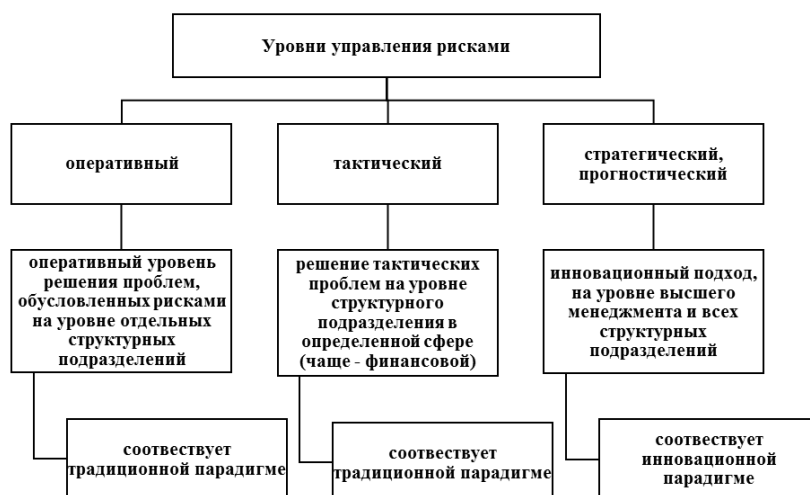 Уровни управления рисками
оперативный
тактический
стратегический,
прогностический
оперативный уровень
решения проблем,
обусловленных рисками
на уровне отдельных
структурных
подразделений
решение тактических
проблем на уровне
структурного
подразделения в
определенной сфере
(чаще - финансовой)
инновационный подход,
на уровне высшего
менеджмента и всех
структурных
подразделений
соотвествует
традиционной парадигме
соотвествует
традиционной парадигме
соотвествует
инновационной
парадигме